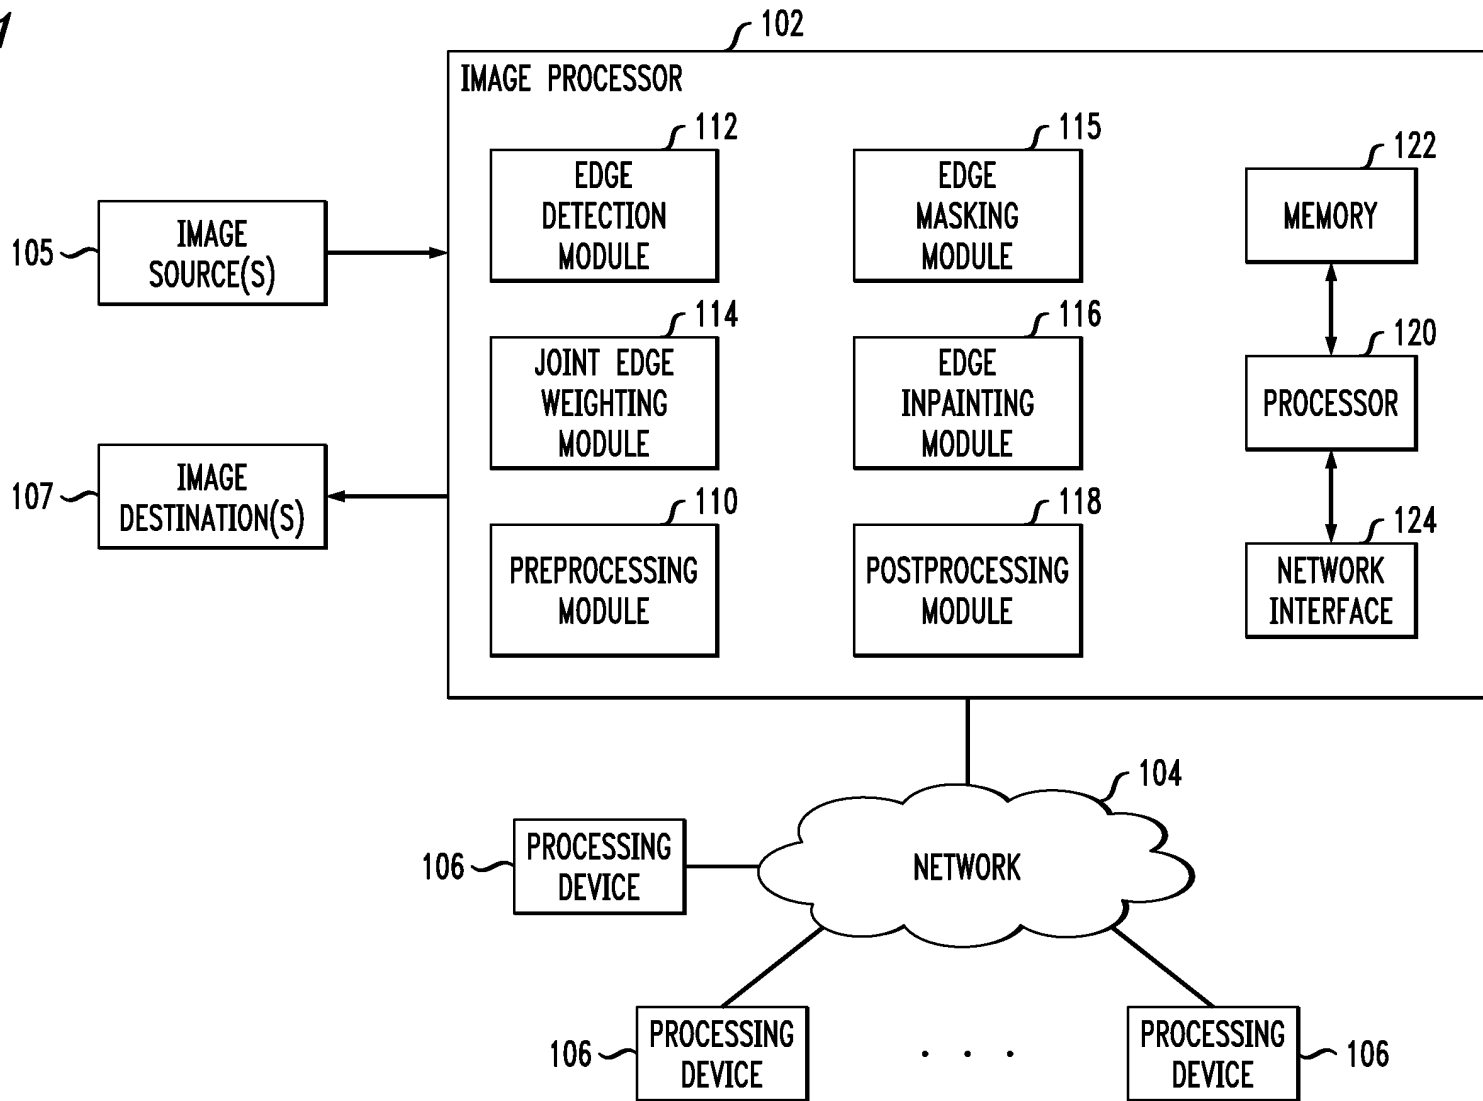 1
102
IMAGE PROCESSOR
112
EDGE
DETECTION
MODULE
115
EDGE
MASKING
MODULE
122
MEMORY
105
IMAGE
SOURCE(S)
114
JOINT EDGE
WEIGHTING
MODULE
116
EDGE
INPAINTING
MODULE
120
PROCESSOR
107
IMAGE
DESTINATION(S)
110
PREPROCESSING
MODULE
118
POSTPROCESSING
MODULE
124
NETWORK
INTERFACE
104
NETWORK
106
PROCESSING
DEVICE
106
PROCESSING
DEVICE
. . .
PROCESSING
DEVICE
106